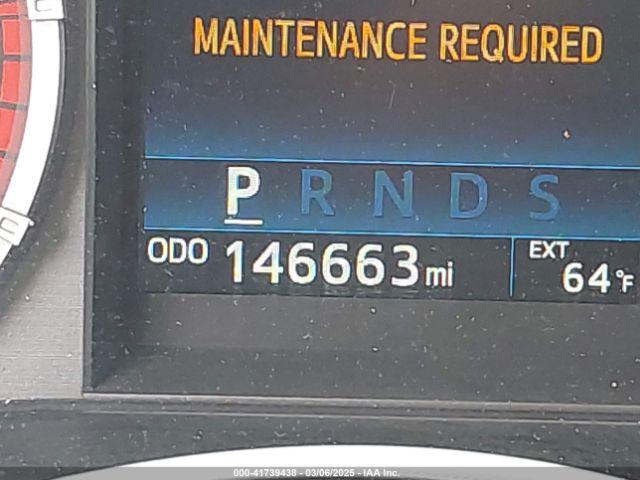 MAINTENANCE REQUIRED
P R N D S
ODO 146663 mi EXT
64°F
000-41739438 - 03/06/2025 - IAA Inc.